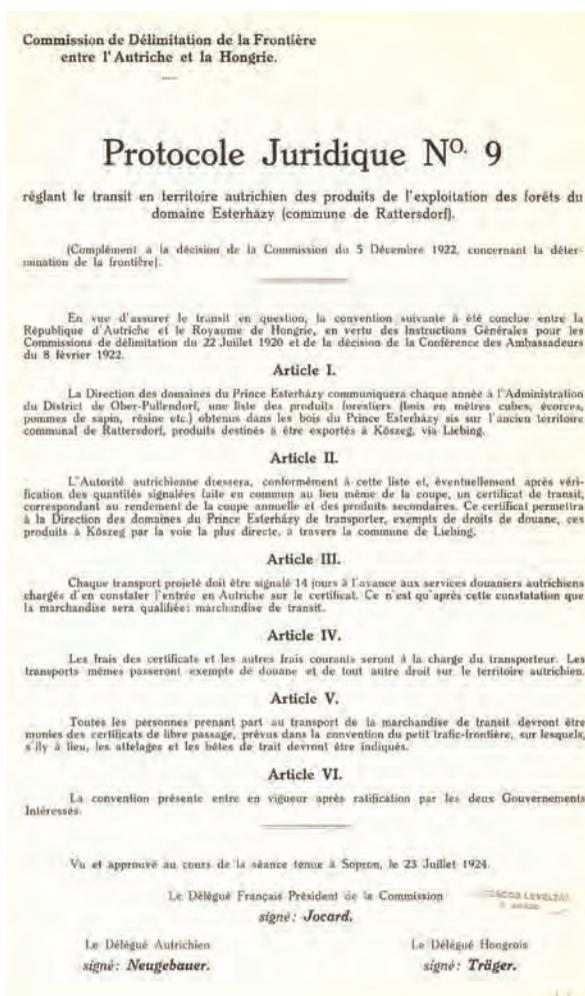 Commission de Délimitation de la Frontière
entre l'Autriche et la Hongrie.
Protocole Juridique Nº. 9
réglant le transit en territoire autrichien des produits de l'exploitation des forêts du
domaine Esterházy (commune de Rattersdorf).
(Complément a la décision de la Commission du 5 Décembre 1922, concernant la déter-
mination de la frontière).
En vue d'assurer le transit en question, la convention suivante à été conclue entre la
République d'Autriche et le Royaume de Hongrie, en vertu des Instructions Générales pour les
Commissions de délimitation du 22 Juillet 1920 et de la décision de la Conférence des Ambassadeurs
du 8 février 1922.
Article I.
La Direction des domaines du Prince Esterházy communiquera chaque année à l'Administration
du District de Ober-Pullendorf, une liste des produits forestiers (bois en mètres cubes, écorces,
pommes de sapin, résine etc.) obtenus dans les bois du Prince Esterházy sis sur l'ancien territoire
communal de Rattersdorf, produits destinés à être exportés à Kőszeg, via Liebing.
Article II.
L'Autorité autrichienne dressera, conformément à cette liste et, éventuellement après véri-
fication des quantités signalées faite en commun au lieu même de la coupe, un certificat de transit,
correspondant au rendement de la coupe annuelle et des produits secondaires. Ce certificat permettra
à la Direction des domaines du Prince Esterházy de transporter, exempts de droits de douane, ces
produits à Kőszeg par la voie la plus directe, à travers la commune de Liebing.
Article III.
Chaque transport projeté doit être signalé 14 jours à l'avance aux services douaniers autrichiens
chargés d'en constater l'entrée en Autriche sur le certificat. Ce n'est qu'après cette constatation que
la marchandise sera qualifiée: marchandise de transit.
Article IV.
Les frais des certificats et les autres frais courants seront à la charge du transporteur. Les
transports mêmes passeront exempts de douane et de tout autre droit sur le territoire autrichien.
Article V.
Toutes les personnes prenant part au transport de la marchandise de transit devront être
munies des certificats de libre passage, prévus dans la convention du petit trafic-frontière, sur lesquels,
s'ily à lieu, les attelages et les bêtes de trait devront être indiqués.
Article VI.
La convention présente entre en vigueur après ratification par les deux Gouvernements
Intéressés.
Vu et approuvé au cours de la séance tenue à Sopron, le 23 Juillet 1924.
Le Délégué Français Président de la Commission
signé: Jocard.
Le Délégué Autrichien
signé: Neugebauer.
Le Délégué Hongrois
signé: Träger.